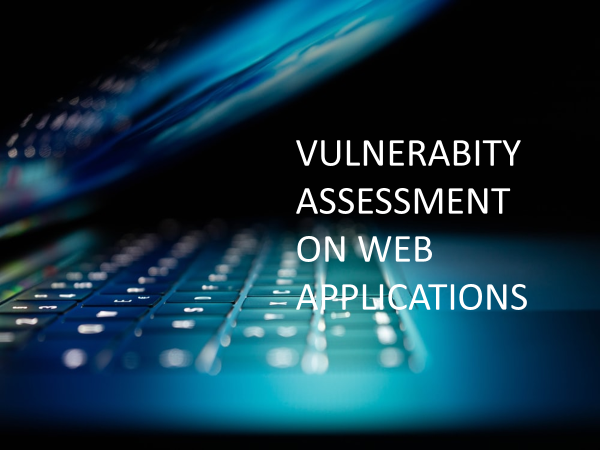 VULNERABITY
ASSESSMENT
ON WEB
APPLICATIONS